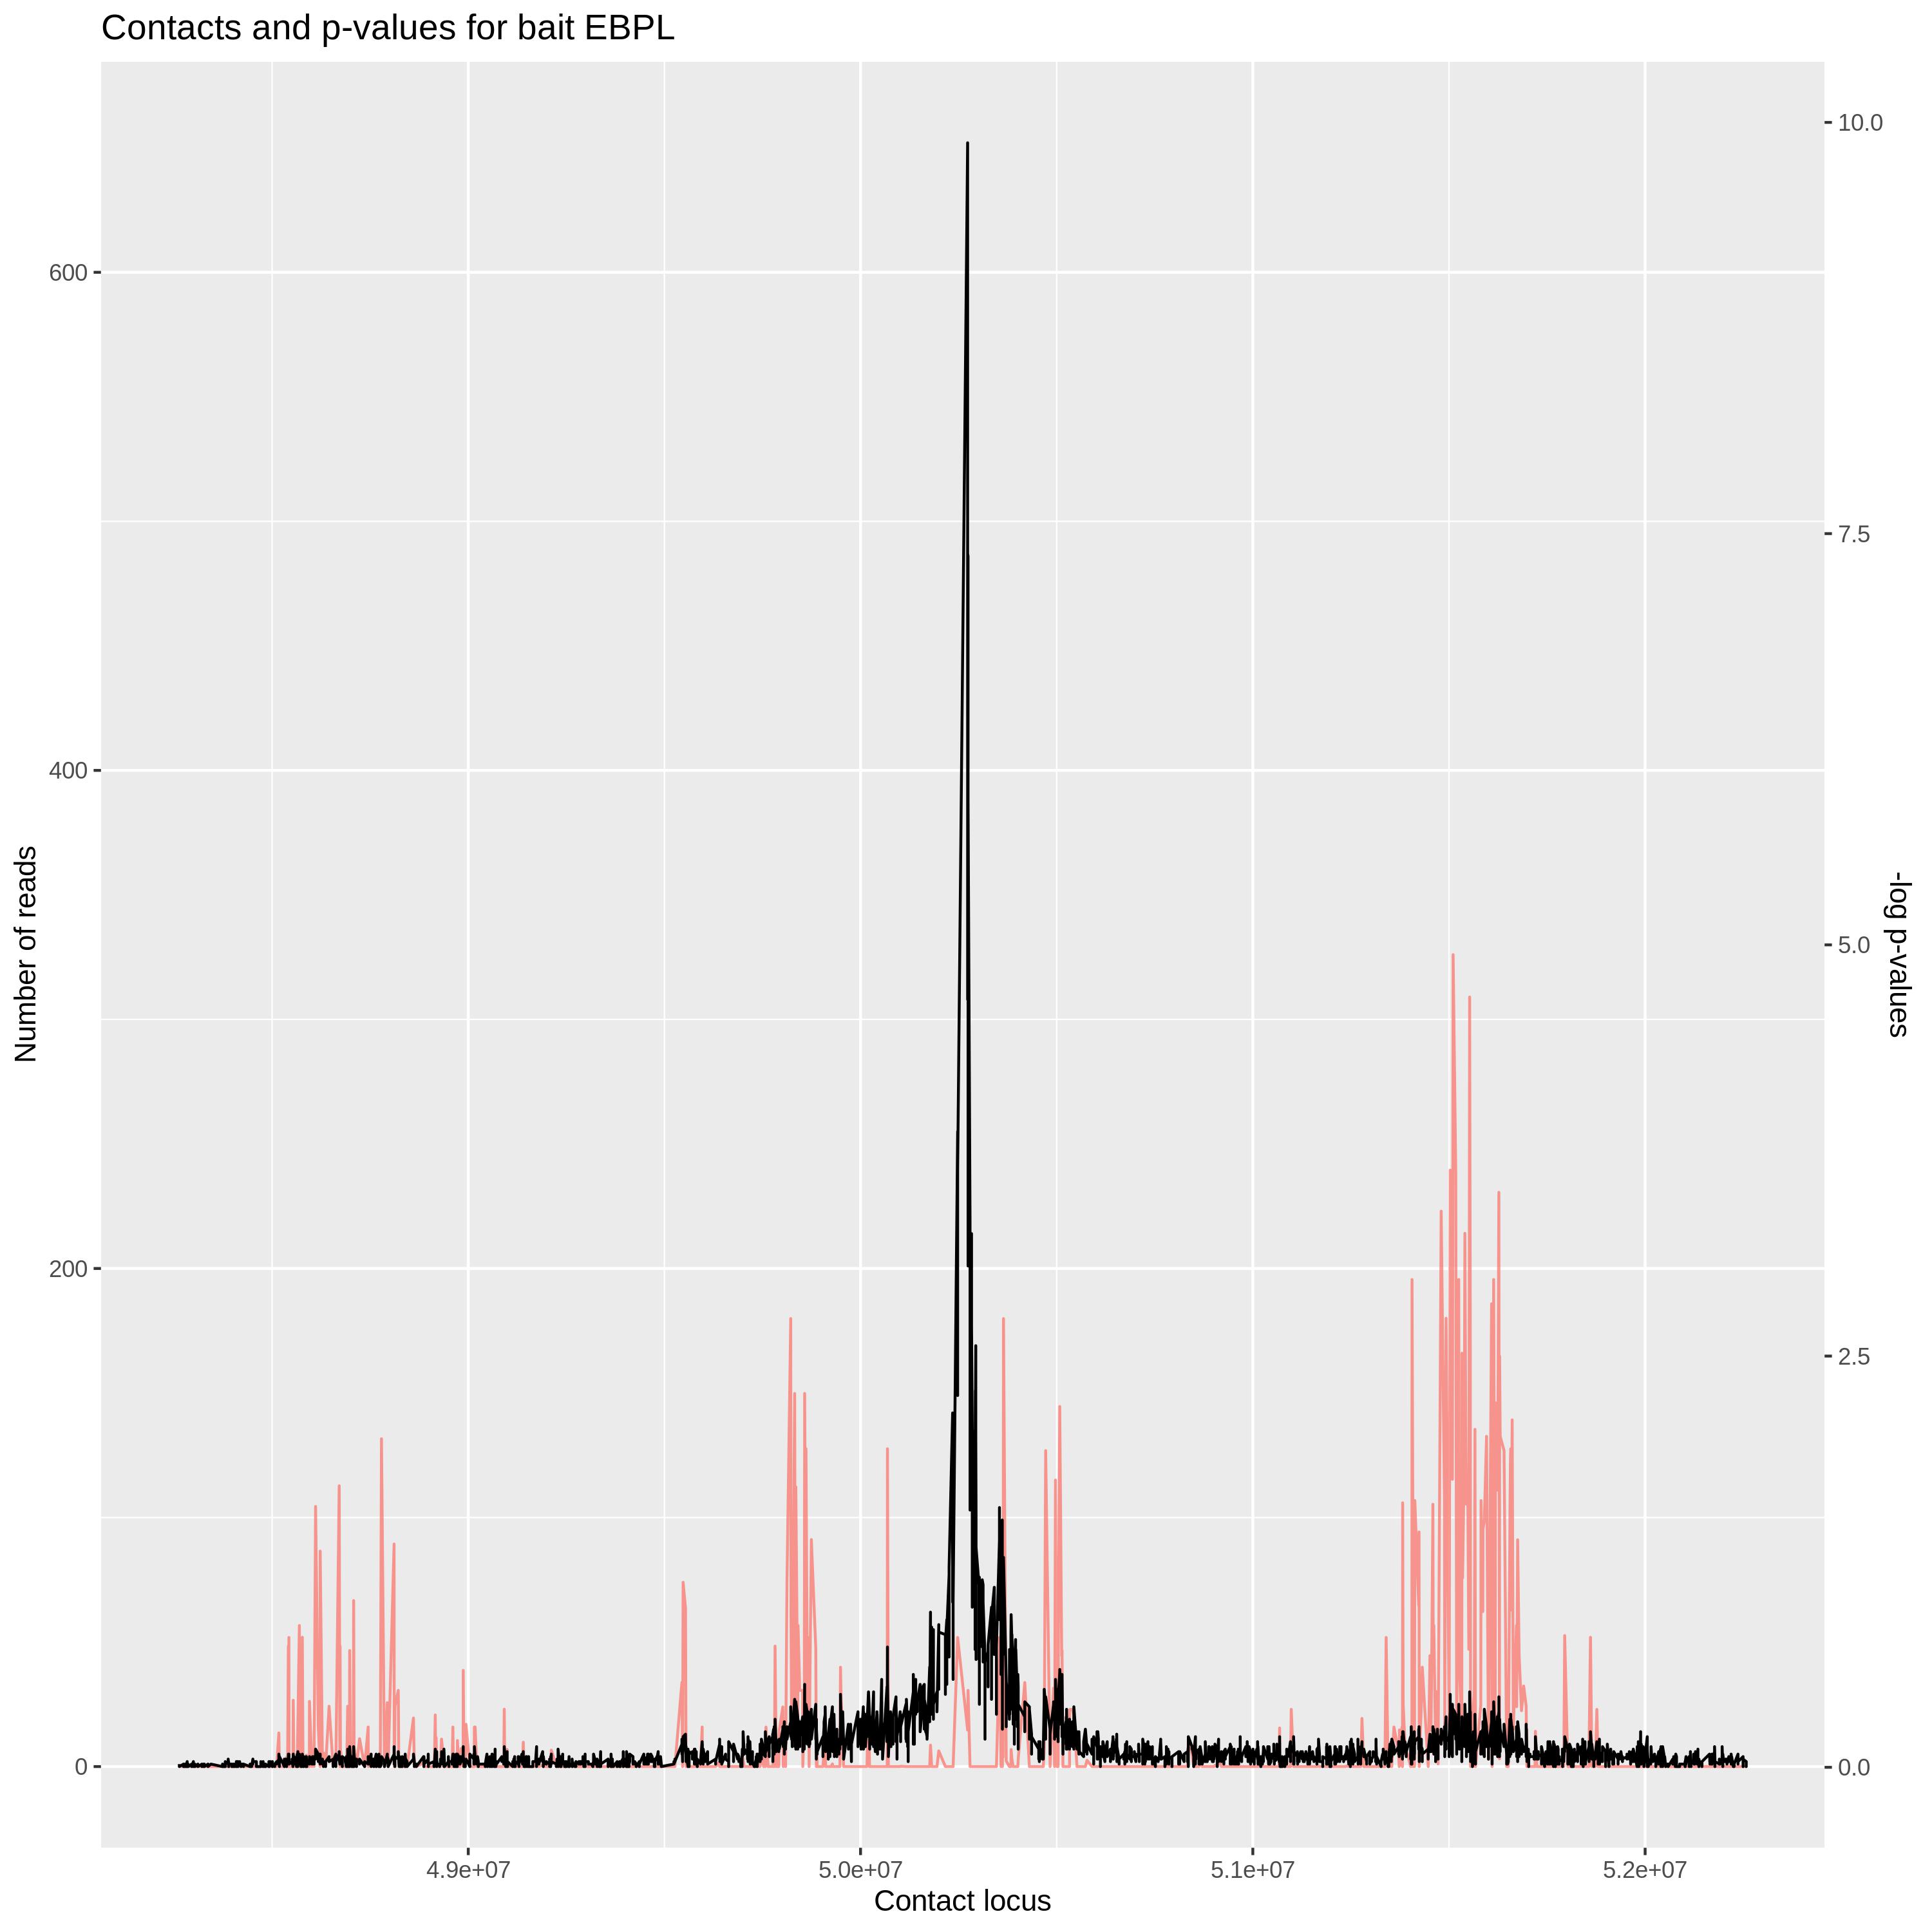 Contacts and p-values for bait EBPL
600
400
200
0
10.0
7.5
5.0
2.5
0.0
Number of reads
-log p-values
4.9e+07
5.0e+07
5.1e+07
5.2e+07
Contact locus